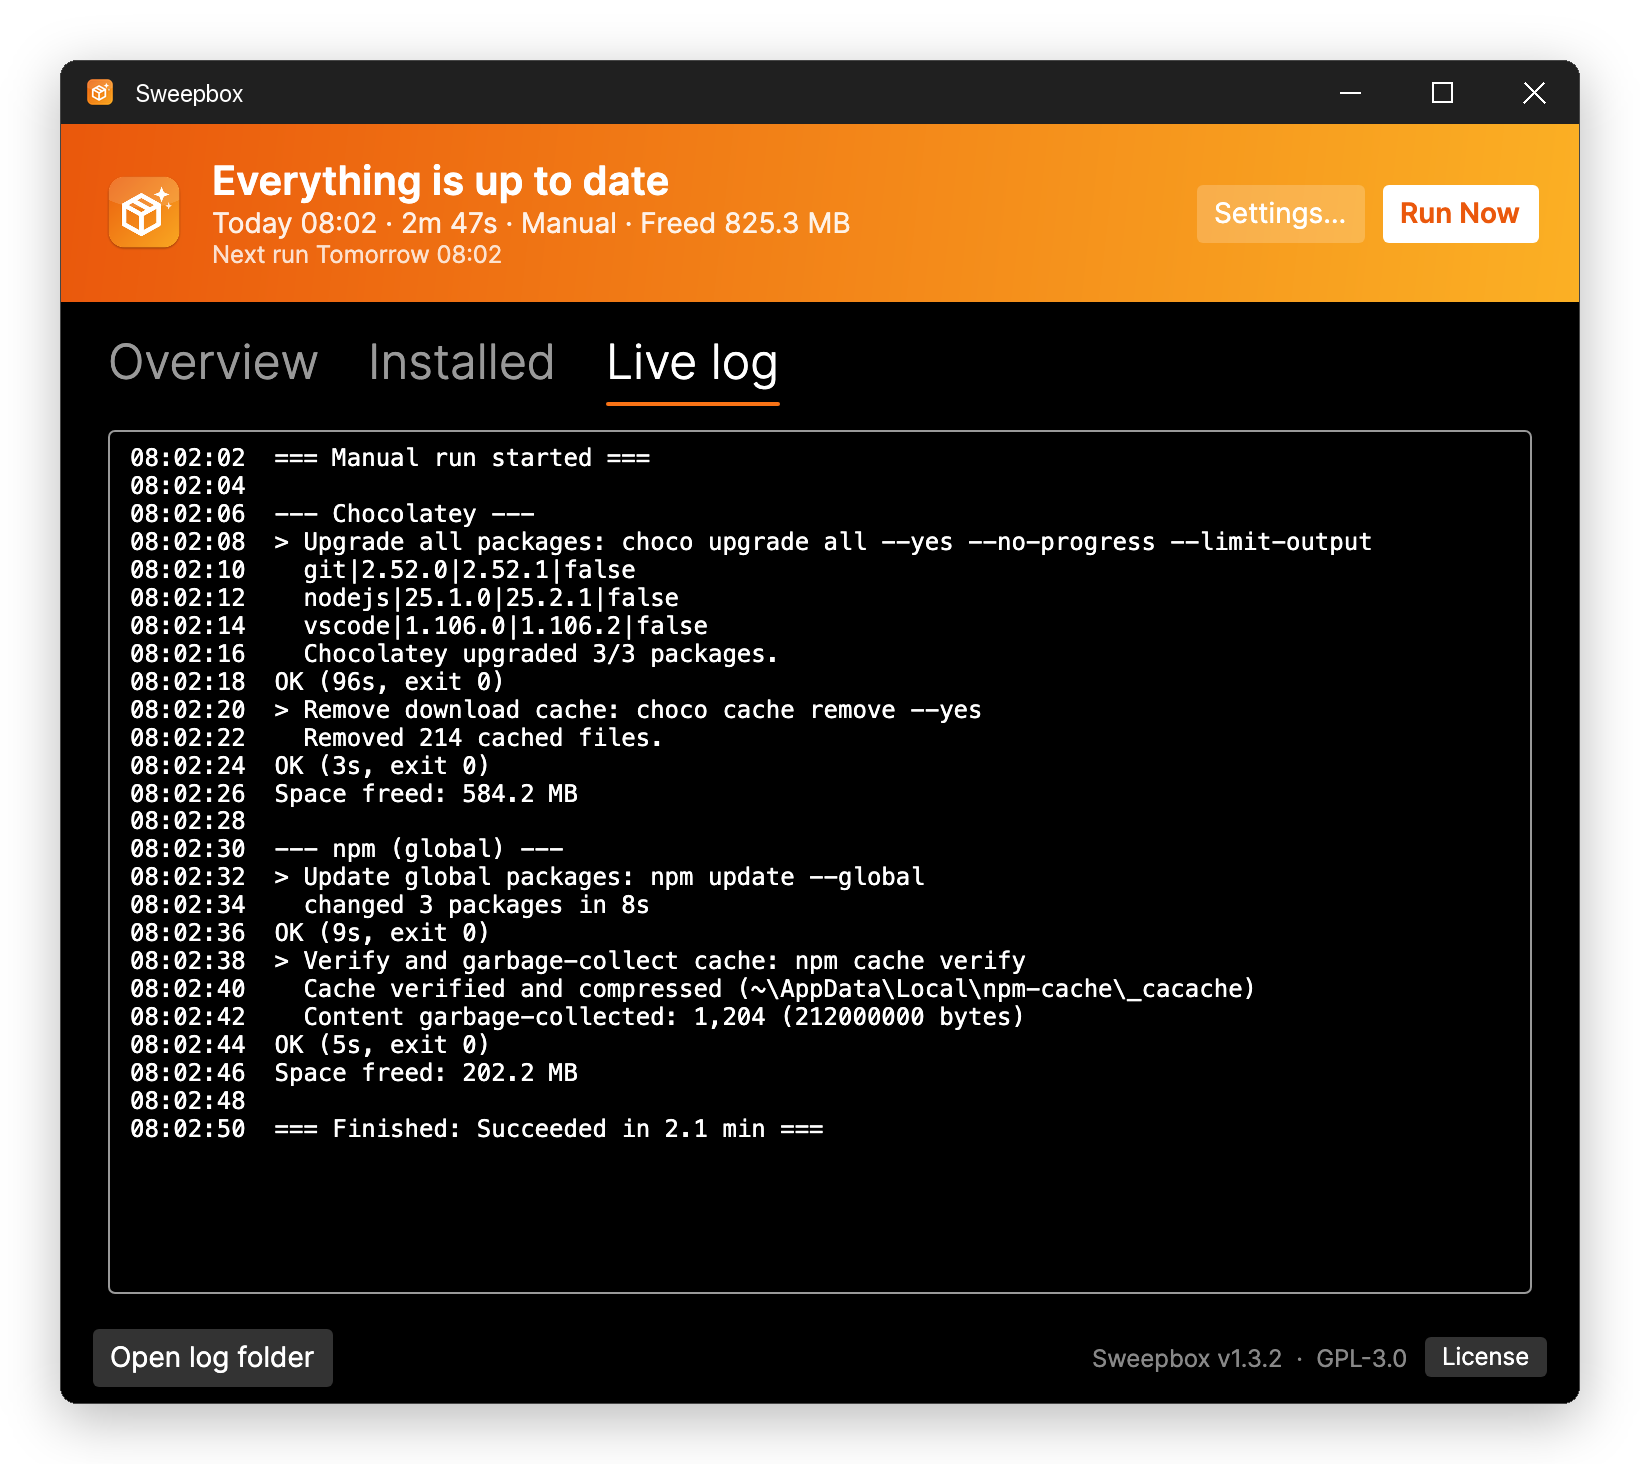 Sweepbox
Everything is up to date
Today 08:02 · 2m 47s · Manual · Freed 825.3 MB
Next run Tomorrow 08:02
Settings...
Run Now
Overview
Installed
Live log
08:02:02  === Manual run started ===
08:02:04
08:02:06  --- Chocolatey ---
08:02:08  > Upgrade all packages: choco upgrade all --yes --no-progress --limit-output
08:02:10    git|2.52.0|2.52.1|false
08:02:12    nodejs|25.1.0|25.2.1|false
08:02:14    vscode|1.106.0|1.106.2|false
08:02:16    Chocolatey upgraded 3/3 packages.
08:02:18  OK (96s, exit 0)
08:02:20  > Remove download cache: choco cache remove --yes
08:02:22    Removed 214 cached files.
08:02:24  OK (3s, exit 0)
08:02:26  Space freed: 584.2 MB
08:02:28
08:02:30  --- npm (global) ---
08:02:32  > Update global packages: npm update --global
08:02:34    changed 3 packages in 8s
08:02:36  OK (9s, exit 0)
08:02:38  > Verify and garbage-collect cache: npm cache verify
08:02:40    Cache verified and compressed (~\AppData\Local\npm-cache\_cacache)
08:02:42    Content garbage-collected: 1,204 (212000000 bytes)
08:02:44  OK (5s, exit 0)
08:02:46  Space freed: 202.2 MB
08:02:48
08:02:50  === Finished: Succeeded in 2.1 min ===
Open log folder
Sweepbox v1.3.2 · GPL-3.0
License